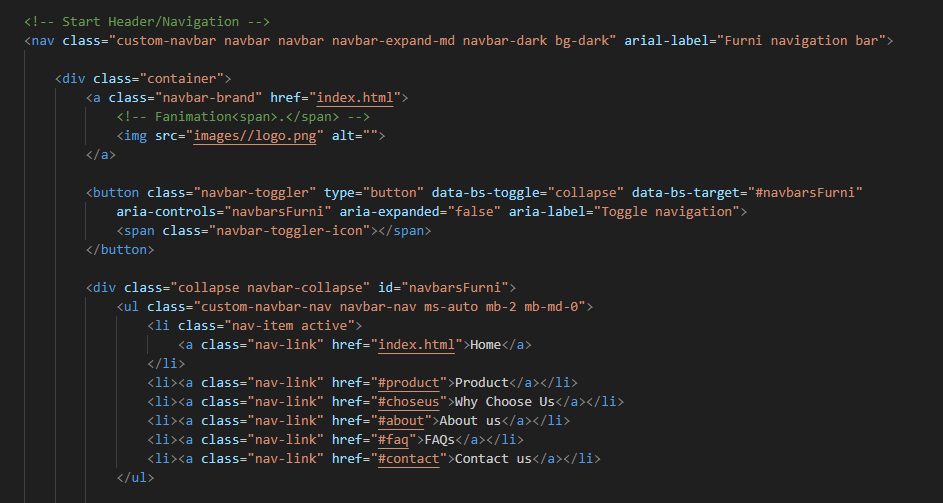 <!-- Start Header/Navigation -->
<nav class="custom-navbar navbar navbar navbar-expand-md navbar-dark bg-dark" arial-label="Furni navigation bar">
<div class="container">
<a class="navbar-brand" href="index.html">
<!-- Fanimation<span>.</span> -->
<img src="images//logo.png" alt="">
</a>
<button class="navbar-toggler" type="button" data-bs-toggle="collapse" data-bs-target="#navbarsFurni"
aria-controls="navbarsFurni" aria-expanded="false" aria-label="Toggle navigation">
<span class="navbar-toggler-icon"></span>
</button>
<div class="collapse navbar-collapse" id="navbarsFurni">
<ul class="custom-navbar-nav navbar-nav ms-auto mb-2 mb-md-0">
<li class="nav-item active">
<a class="nav-link" href="index.html">Home</a>
</li>
<li><a class="nav-link" href="#product">Product</a></li>
<li><a class="nav-link" href="#choseus">Why Choose Us</a></li>
<li><a class="nav-link" href="#about">About us</a></li>
<li><a class="nav-link" href="#faq">FAQs</a></li>
<li><a class="nav-link" href="#contact">Contact us</a></li>
</ul>